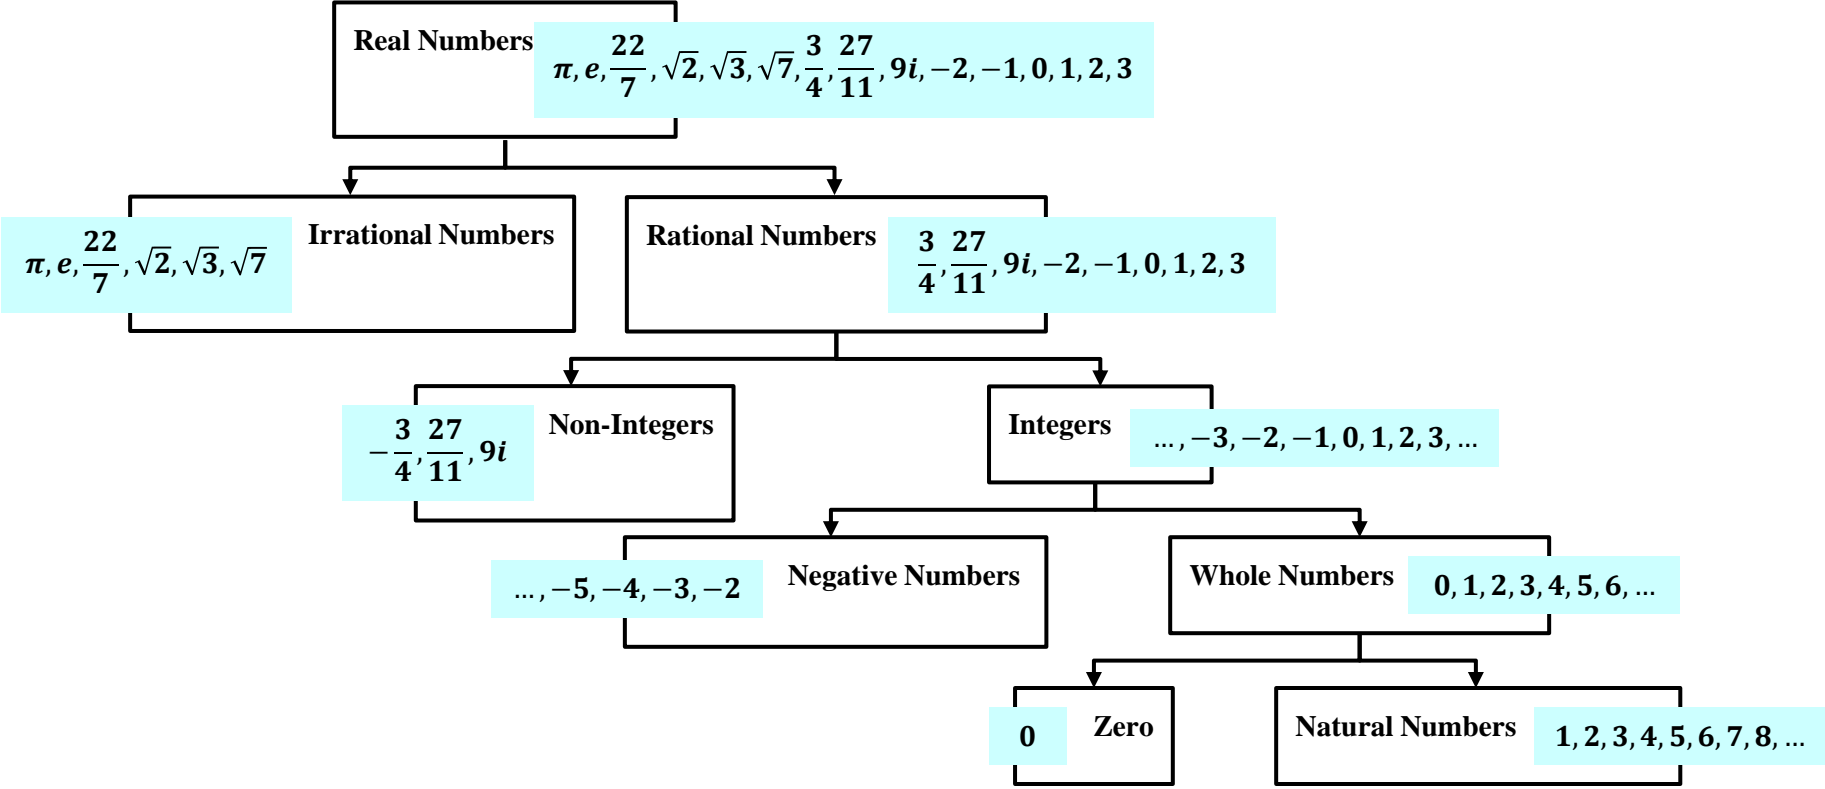 Real Numbers π, e, 22/7, √2, √3, √7, 3/4, 27/11, 9i, −2, −1, 0, 1, 2, 3
π, e, 22/7, √2, √3, √7 Irrational Numbers
Rational Numbers 3/4, 27/11, 9i, −2, −1, 0, 1, 2, 3
−3/4, 27/11, 9i Non-Integers
Integers ... , −3, −2, −1, 0, 1, 2, 3, ...
... , −5, −4, −3, −2 Negative Numbers
Whole Numbers 0, 1, 2, 3, 4, 5, 6, ...
0 Zero
Natural Numbers 1, 2, 3, 4, 5, 6, 7, 8, ...